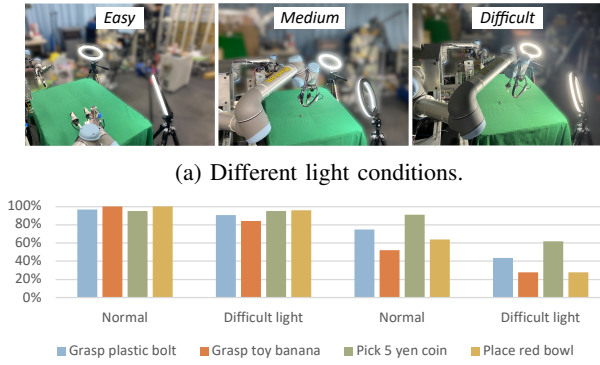 Easy
Medium
Difficult
(a) Different light conditions.
100%
80%
60%
40%
20%
0%
Normal
Difficult light
Normal
Difficult light
Grasp plastic bolt
Grasp toy banana
Pick 5 yen coin
Place red bowl